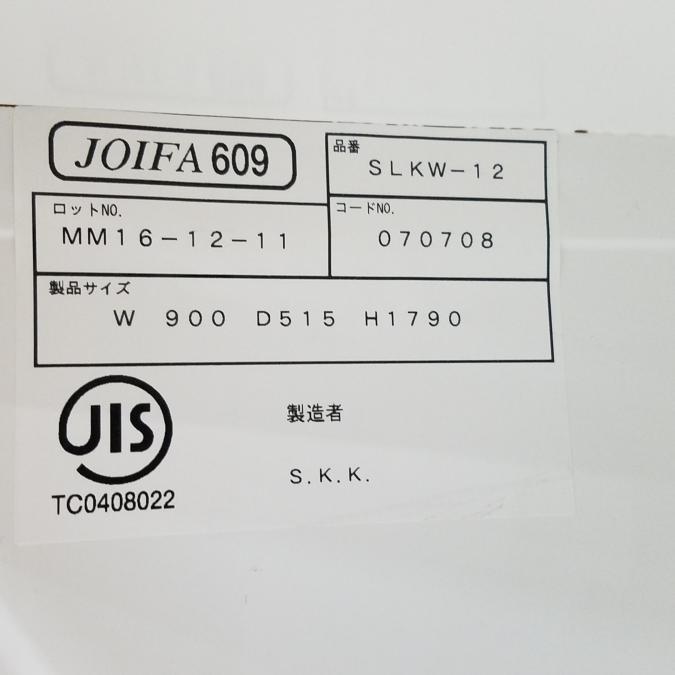 JOIFA 609
品番
SLKW-12
ロットNO.
MM16-12-11
コードNO.
070708
製品サイズ
W 900 D515 H1790
JIS
TC0408022
製造者
S.K.K.